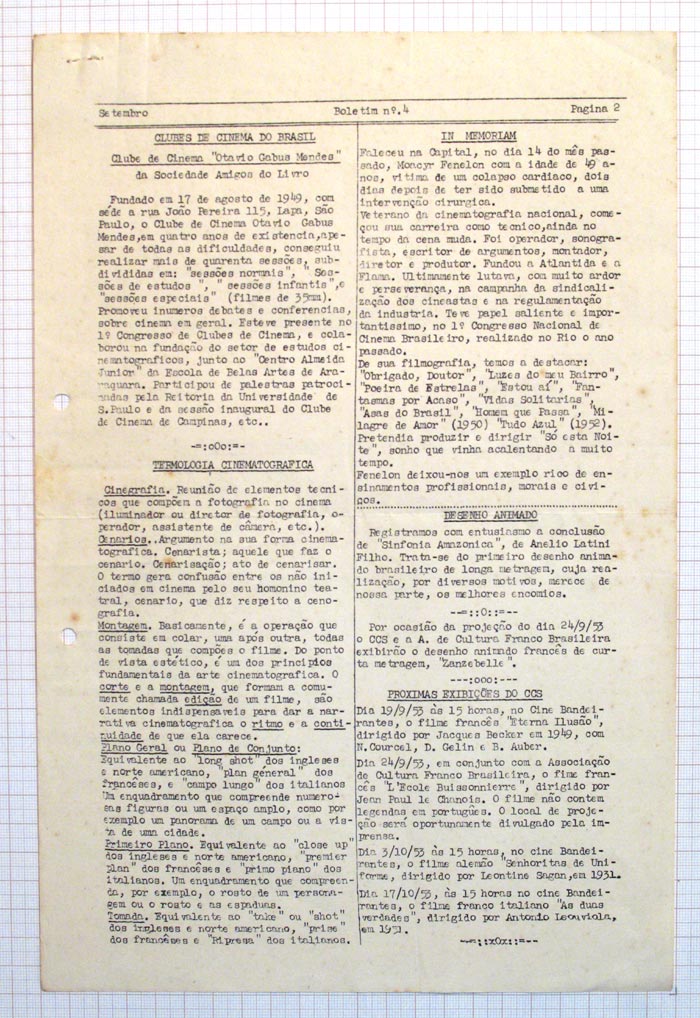 Setembro Boletim nº.4 Pagina 2
CLUBES DE CINEMA DO BRASIL
Clube de Cinema "Otavio Gabus Mendes"
da Sociedade Amigos do Livro
Fundado em 17 de agosto de 1949, com
séde a rua João Pereira 115, Lapa, São
Paulo, o Clube de Cinema Otavio Gabus
Mendes,em quatro anos de existencia,ape-
sar de todas as dificuldades, conseguiu
realizar mais de quarenta sessões, sub-
divididas em: "sessões normais", " Ses-
sões de estudos ", " sessões infantis",e
"sessões especiais" (filmes de 35mm).
Promoveu inumeros debates e conferencias,
sobre cinema em geral. Esteve presente no
1º Congresso de Clubes de Cinema, e cola-
borou na fundação do setor de estudos ci-
nematograficos, junto ao "Centro Almeida
Junior" da Escola de Belas Artes de Ara-
raquara. Participou de palestras patroci-
nadas pela Reitoria da Universidade de
S.Paulo e da sessão inaugural do Clube
de Cinema de Campinas, etc..
-=:oOo:=-
TERMOLOGIA CINEMATOGRAFICA
Cinegrafia. Reunião de elementos tecni-
cos que compõem a fotografia no cinema
(iluminador ou diretor de fotografia, o-
perador, assistente de câmera, etc.).
Cenarios..Argumento na sua forma cinema-
tografica. Cenarista; aquele que faz o
cenario. Cenarisação; ato de cenarisar.
O termo gera confusão entre os não ini-
ciados em cinema pelo seu homonino tea-
tral, cenario, que diz respeito a ceno-
grafia.
Montagem. Basicamente, é a operação que
consiste em colar, uma após outra, todas
as tomadas que compões o filme. Do ponto
de vista estético, é um dos principios
fundamentais da arte cinematografica. O
corte e a montagem, que formam a comu-
mente chamada edição de um filme, são
elementos indispensaveis para dar a nar-
rativa cinematografica o ritmo e a conti-
nuidade de que ela carece.
Plano Geral ou Plano de Conjunto:
Equivalente ao "long shot" dos ingleses
e norte americano, "plan géneral" dos
francêses, e "campo lungo" dos italianos
Um enquadramento que compreende numero-
sas figuras ou um espaço amplo, como por
exemplo um panorama de um campo ou a vis-
ta de uma cidade.
Primeiro Plano. Equivalente ao "close up"
dos ingleses e norte americano, "premier
plan" dos francêses e "primo piano" dos
italianos. Um enquadramento que compreen-
da, por exemplo, o rosto de um persona-
gem ou o rosto e as espaduas.
Tomada. Equivalente ao "take" ou "shot"
dos ingleses e norte americano, "prise"
dos francêses e "Ripresa" dos italianos.
IN MEMORIAM
Faleceu na Capital, no dia 14 do mês pas-
sado, Moacyr Fenelon com a idade de 49 a-
nos, vitima de um colapso cardiaco, dois
dias depois de ter sido submetido a uma
intervenção cirurgica.
Veterano da cinematografia nacional, come-
çou sua carreira como tecnico,ainda no
tempo da cena muda. Foi operador, sonogra-
fista, escritor de argumentos, montador,
diretor e produtor. Fundou a Atlantida e a
Flama. Ultimamente lutava, com muito ardor
e perseverança, na campanha da sindicali-
zação dos cineastas e na regulamentação
da industria. Teve papel saliente e impor-
tantissimo, no 1º Congresso Nacional de
Cinema Brasileiro, realizado no Rio o ano
passado.
De sua filmografia, temos a destacar:
"Obrigado, Doutor", "Luzes do meu Bairro",
"Poeira de Estrelas", "Estou aí", "Fan-
tasmas por Acaso", "Vidas Solitarias",
"Asas do Brasil", "Homem que Passa", "Mi-
lagre de Amor" (1950) "Tudo Azul" (1952).
Pretendia produzir e dirigir "Só esta Noi-
te", sonho que vinha acalentando a muito
tempo.
Fenelon deixou-nos um exemplo rico de en-
sinamentos profissionais, morais e civi-
cos.
DESENHO ANIMADO
Registramos com entusiasmo a conclusão
de "Sinfonia Amazonica", de Anelio Latini
Filho. Trata-se do primeiro desenho anima-
do brasileiro de longa metragem, cuja rea-
lização, por diversos motivos, merece de
nossa parte, os melhores encomios.
--=::O::=--
Por ocasião da projeção do dia 24/9/53
o CCS e a A. de Cultura Franco Brasileira
exibirão o desenho animado francês de cur-
ta metragem, "Zanzebelle".
---:ooo:---
PROXIMAS EXIBIÇÕES DO CCS
Dia 19/9/53 às 15 horas, no Cine Bandei-
rantes, o filme francês "Eterna Ilusão",
dirigido por Jacques Becker em 1949, com
N.Courcel, D. Gelin e B. Auber.
Dia 24/9/53, em conjunto com a Associação
de Cultura Franco Brasileira, o fime fran-
cês "L'Ecole Buissonnierre", dirigido por
Jean Paul le Chanois. O filme não contem
legendas em português. O local de proje-
ção será oportunamente divulgado pela im-
prensa.
Dia 3/10/53 às 15 horas, no cine Bandei-
rantes, o filme alemão "Senhoritas de Uni-
forme, dirigido por Leontine Sagan,em 1931.
Dia 17/10/53, às 15 horas no cine Bandei-
rantes, o filme franco italiano "As duas
verdades", dirigido por Antonio Leouviola,
em 1951.
--=::xOx::=--